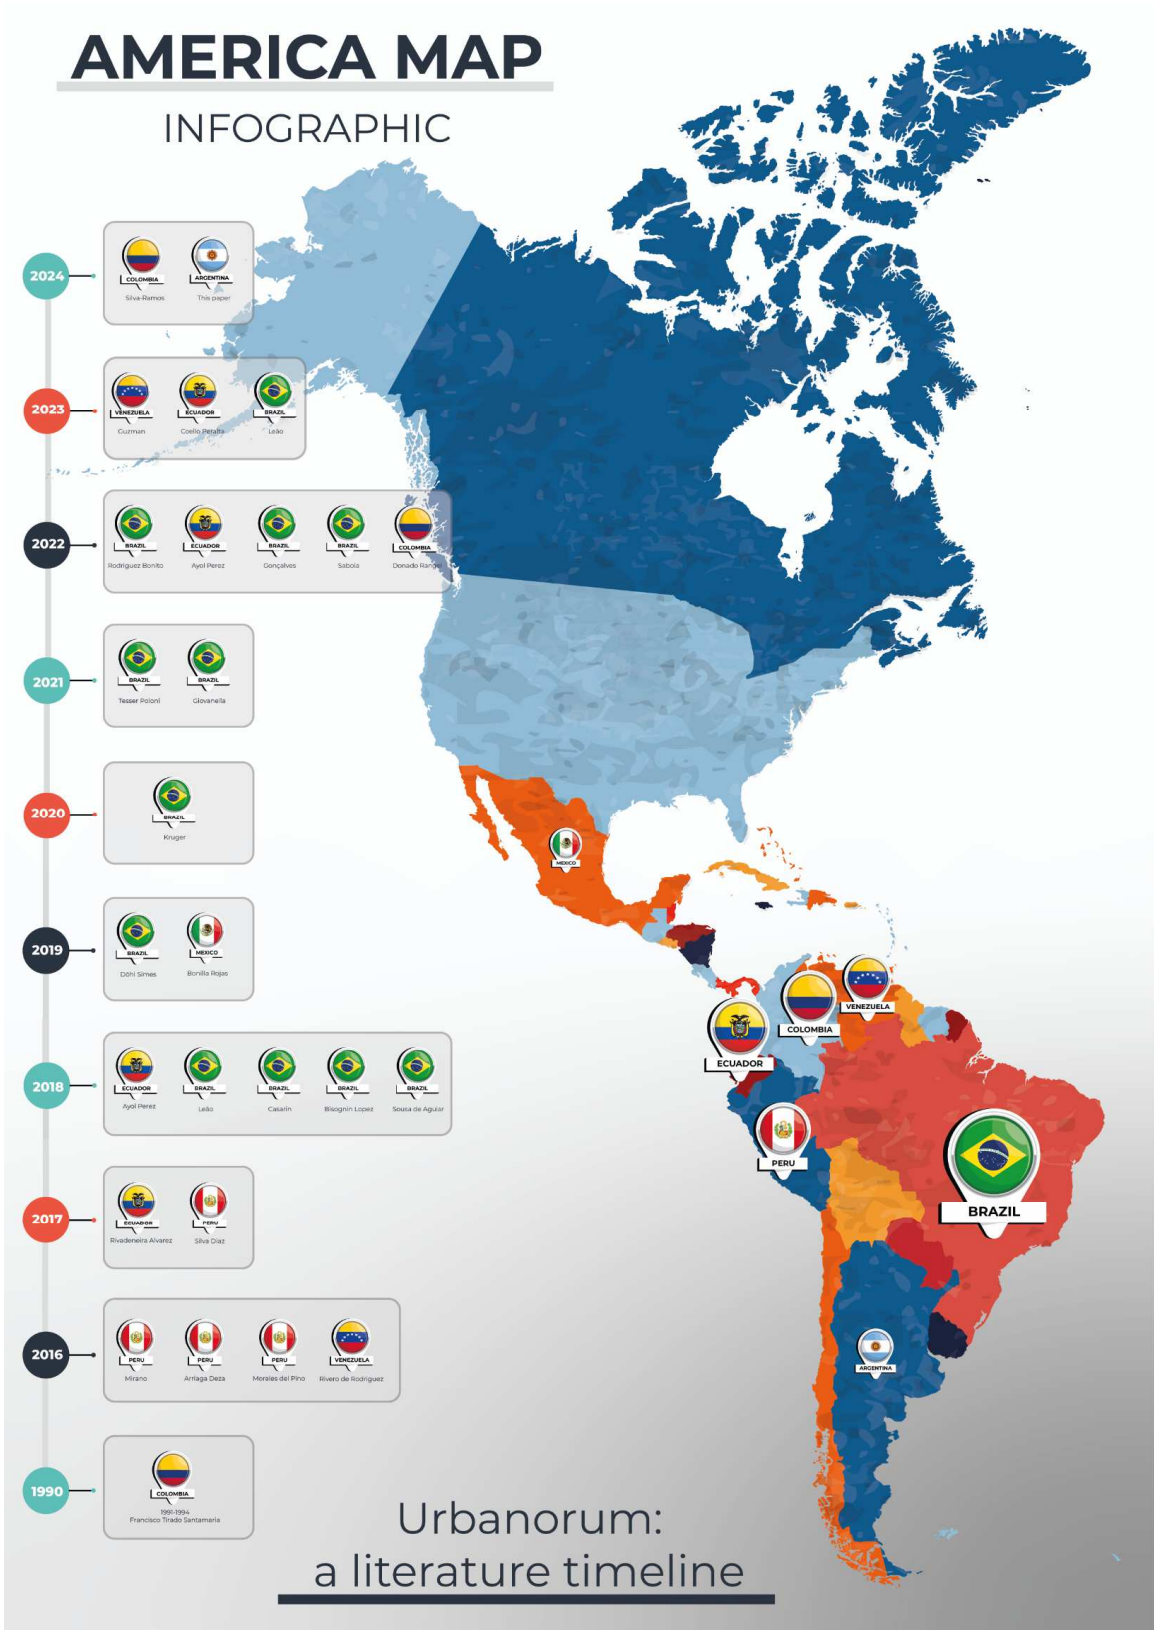 AMERICA MAP
INFOGRAPHIC
2024
COLOMBIA
ARGENTINA
Silva-Ramos
This paper
2023
VENEZUELA
ECUADOR
BRAZIL
Guzman
Coello Peralta
Leão
2022
BRAZIL
ECUADOR
BRAZIL
BRAZIL
COLOMBIA
Rodriguez Bonito
Ayol Perez
Gonçalves
Saboia
Donado Rangel
2021
BRAZIL
BRAZIL
Tesser Poloni
Giovanella
2020
BRAZIL
Kruger
2019
BRAZIL
MEXICO
Döhl Simes
Bonilla Rojas
2018
ECUADOR
BRAZIL
BRAZIL
BRAZIL
BRAZIL
Ayol Perez
Leão
Casarin
Bisognin Lopez
Sousa de Aguiar
2017
ECUADOR
PERU
Rivadeneira Alvarez
Silva Diaz
2016
PERU
PERU
PERU
VENEZUELA
Mirano
Arriaga Deza
Morales del Pino
Rivero de Rodriguez
1990
COLOMBIA
1991-1994
Francisco Tirado Santamaria
MEXICO
VENEZUELA
COLOMBIA
ECUADOR
PERU
BRAZIL
ARGENTINA
Urbanorum:
a literature timeline